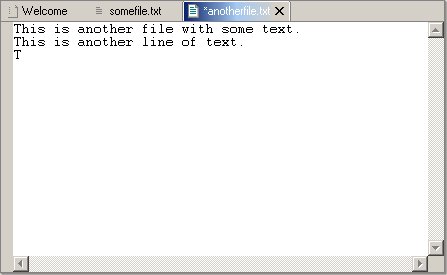 Welcome
somefile.txt
*anotherfile.txt
This is another file with some text.
This is another line of text.
T